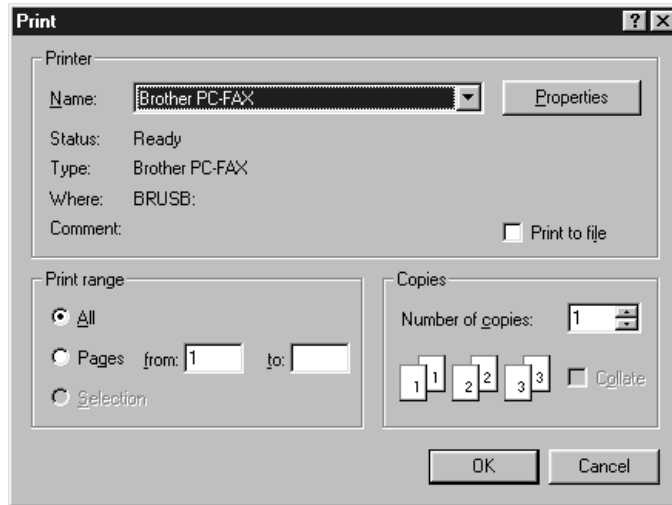 Print
Printer
Name: Brother PC-FAX Properties
Status: Ready
Type: Brother PC-FAX
Where: BRUSB:
Comment: Print to file
Print range
All
Pages from: 1 to:
Selection
Copies
Number of copies: 1
1 1 2 2 3 3 Collate
OK Cancel